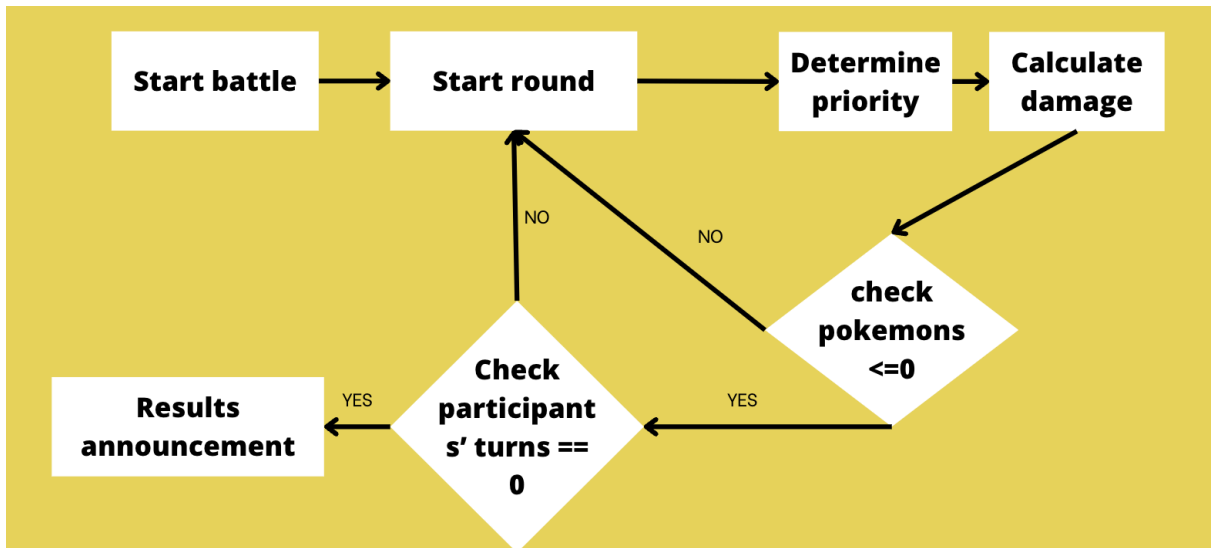 Start battle
Start round
Determine
priority
Calculate
damage
NO
NO
check
pokemons
<=0
Check
participant
s’ turns ==
0
YES
YES
Results
announcement